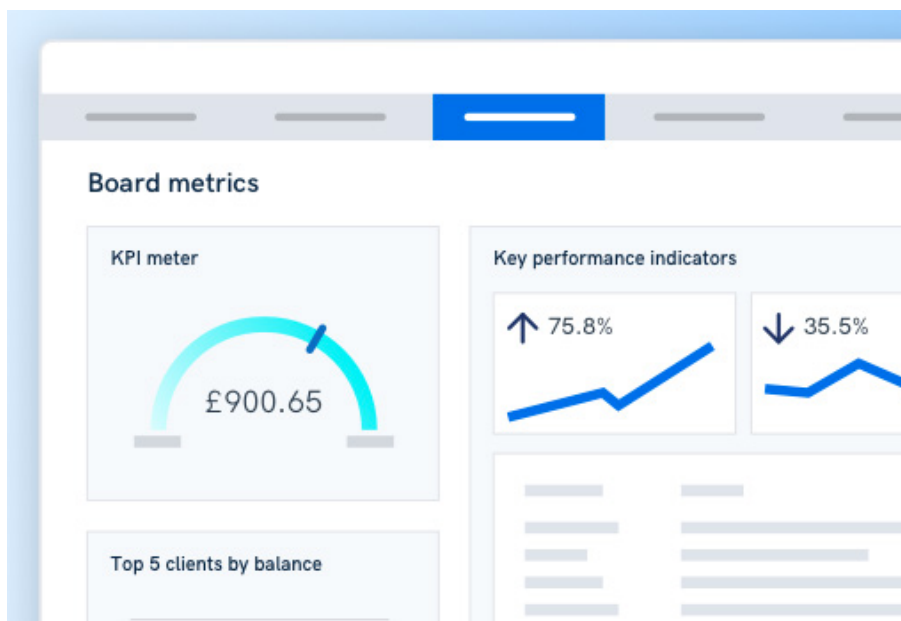 Board metrics
KPI meter
£900.65
Key performance indicators
75.8%
35.5%
Top 5 clients by balance